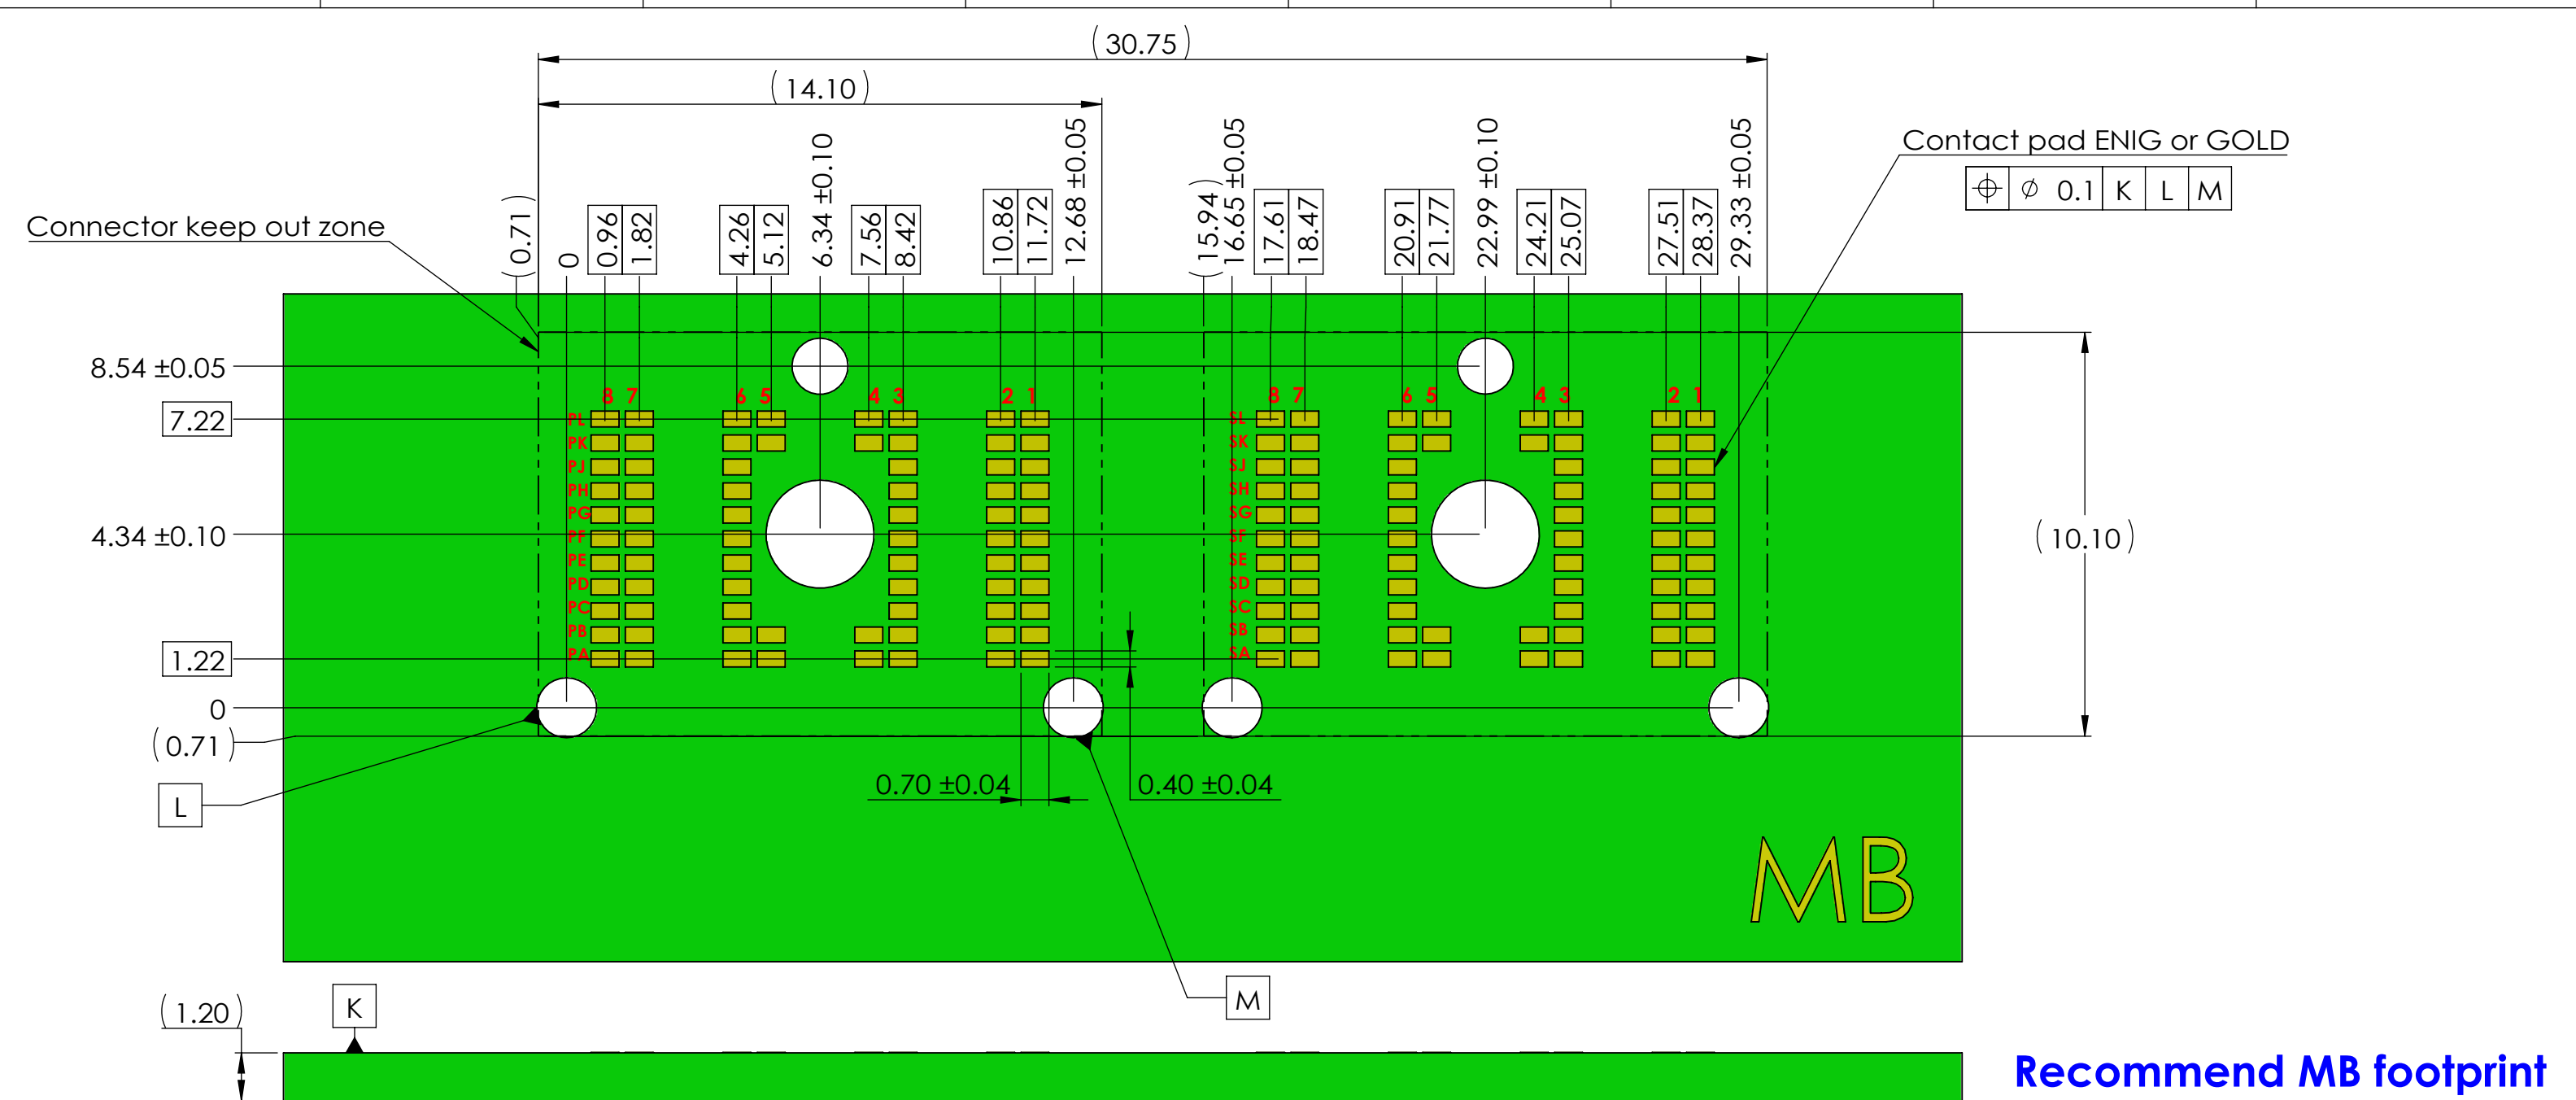 (30.75)
(14.10)
Contact pad ENIG or GOLD
⌖ ⌀ 0.1 K L M
Connector keep out zone
(0.71)
0
0.96
1.82
4.26
5.12
6.34 ±0.10
7.56
8.42
10.86
11.72
12.68 ±0.05
(15.94)
16.65 ±0.05
17.61
18.47
20.91
21.77
22.99 ±0.10
24.21
25.07
27.51
28.37
29.33 ±0.05
8.54 ±0.05
8 7 6 5 4 3 2 1 8 7 6 5 4 3 2 1
7.22
PL SL
PK SK
PJ SJ
PH SH
PG SG
PF SF
4.34 ±0.10
(10.10)
PE SE
PD SD
PC SC
PB SB
PA SA
1.22
0
(0.71)
0.70 ±0.04
0.40 ±0.04
L
MB
M
K
(1.20)
Recommend MB footprint